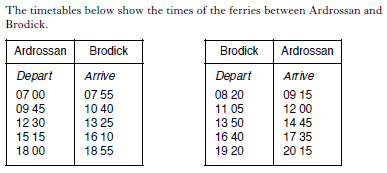 The timetables below show the times of the ferries between Ardrossan and
Brodick.
Ardrossan Brodick
Depart Arrive
07 00 07 55
09 45 10 40
12 30 13 25
15 15 16 10
18 00 18 55
Brodick Ardrossan
Depart Arrive
08 20 09 15
11 05 12 00
13 50 14 45
16 40 17 35
19 20 20 15